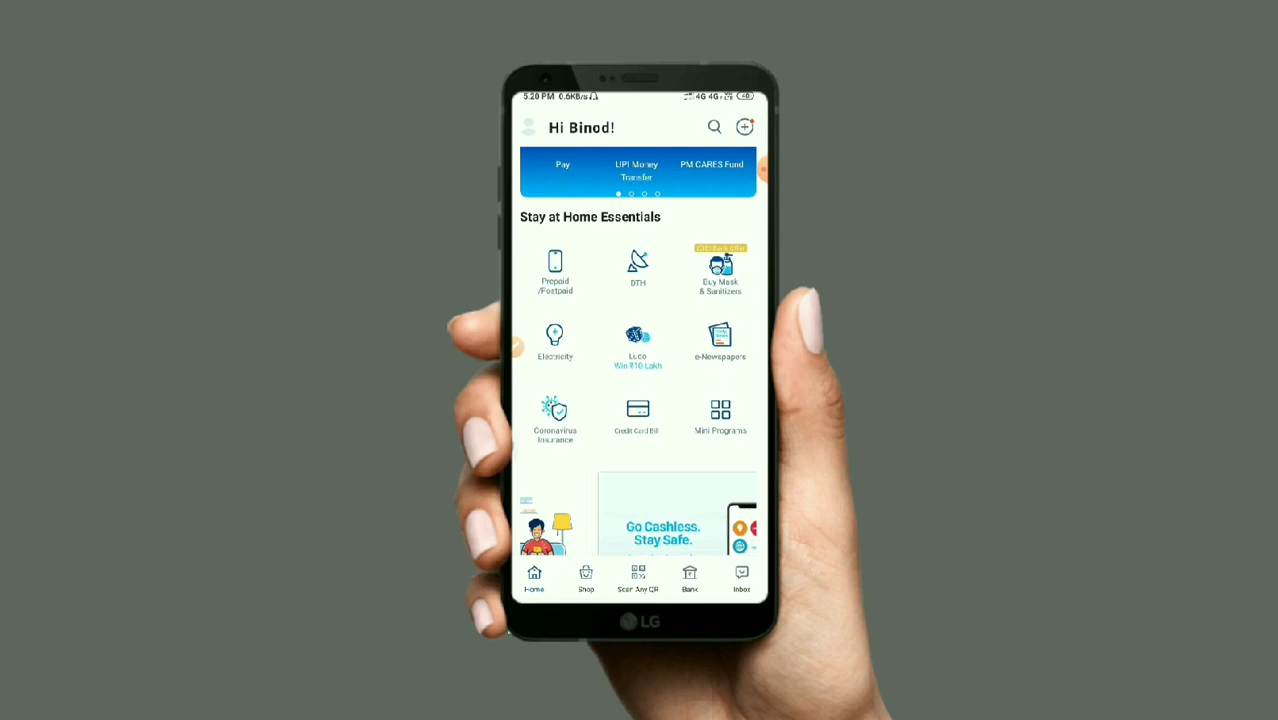 5:20 PM 0.6KB/s
4G 4G
Hi Binod!
Pay
UPI Money
Transfer
PM CARES Fund
Stay at Home Essentials
ICICI Bank Offer
Prepaid
/Postpaid
DTH
Buy Mask
& Sanitizers
Electricity
Ludo
Win ₹10 Lakh
e-Newspapers
Coronavirus
Insurance
Credit Card Bill
Mini Programs
Go Cashless.
Stay Safe.
Home
Shop
Scan Any QR
Bank
Inbox
LG